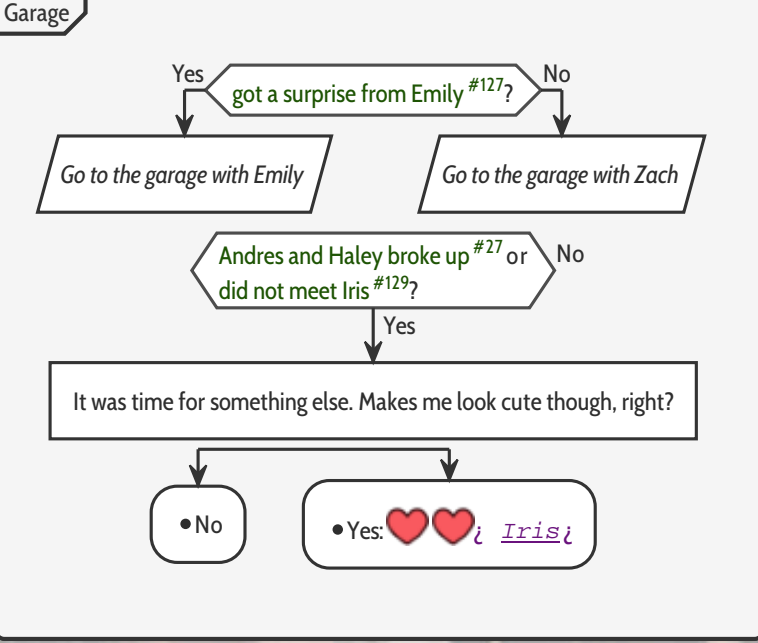 Garage
Yes
No
got a surprise from Emily #127?
Go to the garage with Emily
Go to the garage with Zach
Andres and Haley broke up #27 or
did not meet Iris #129?
No
Yes
It was time for something else. Makes me look cute though, right?
•No
•Yes: ¿ Iris¿